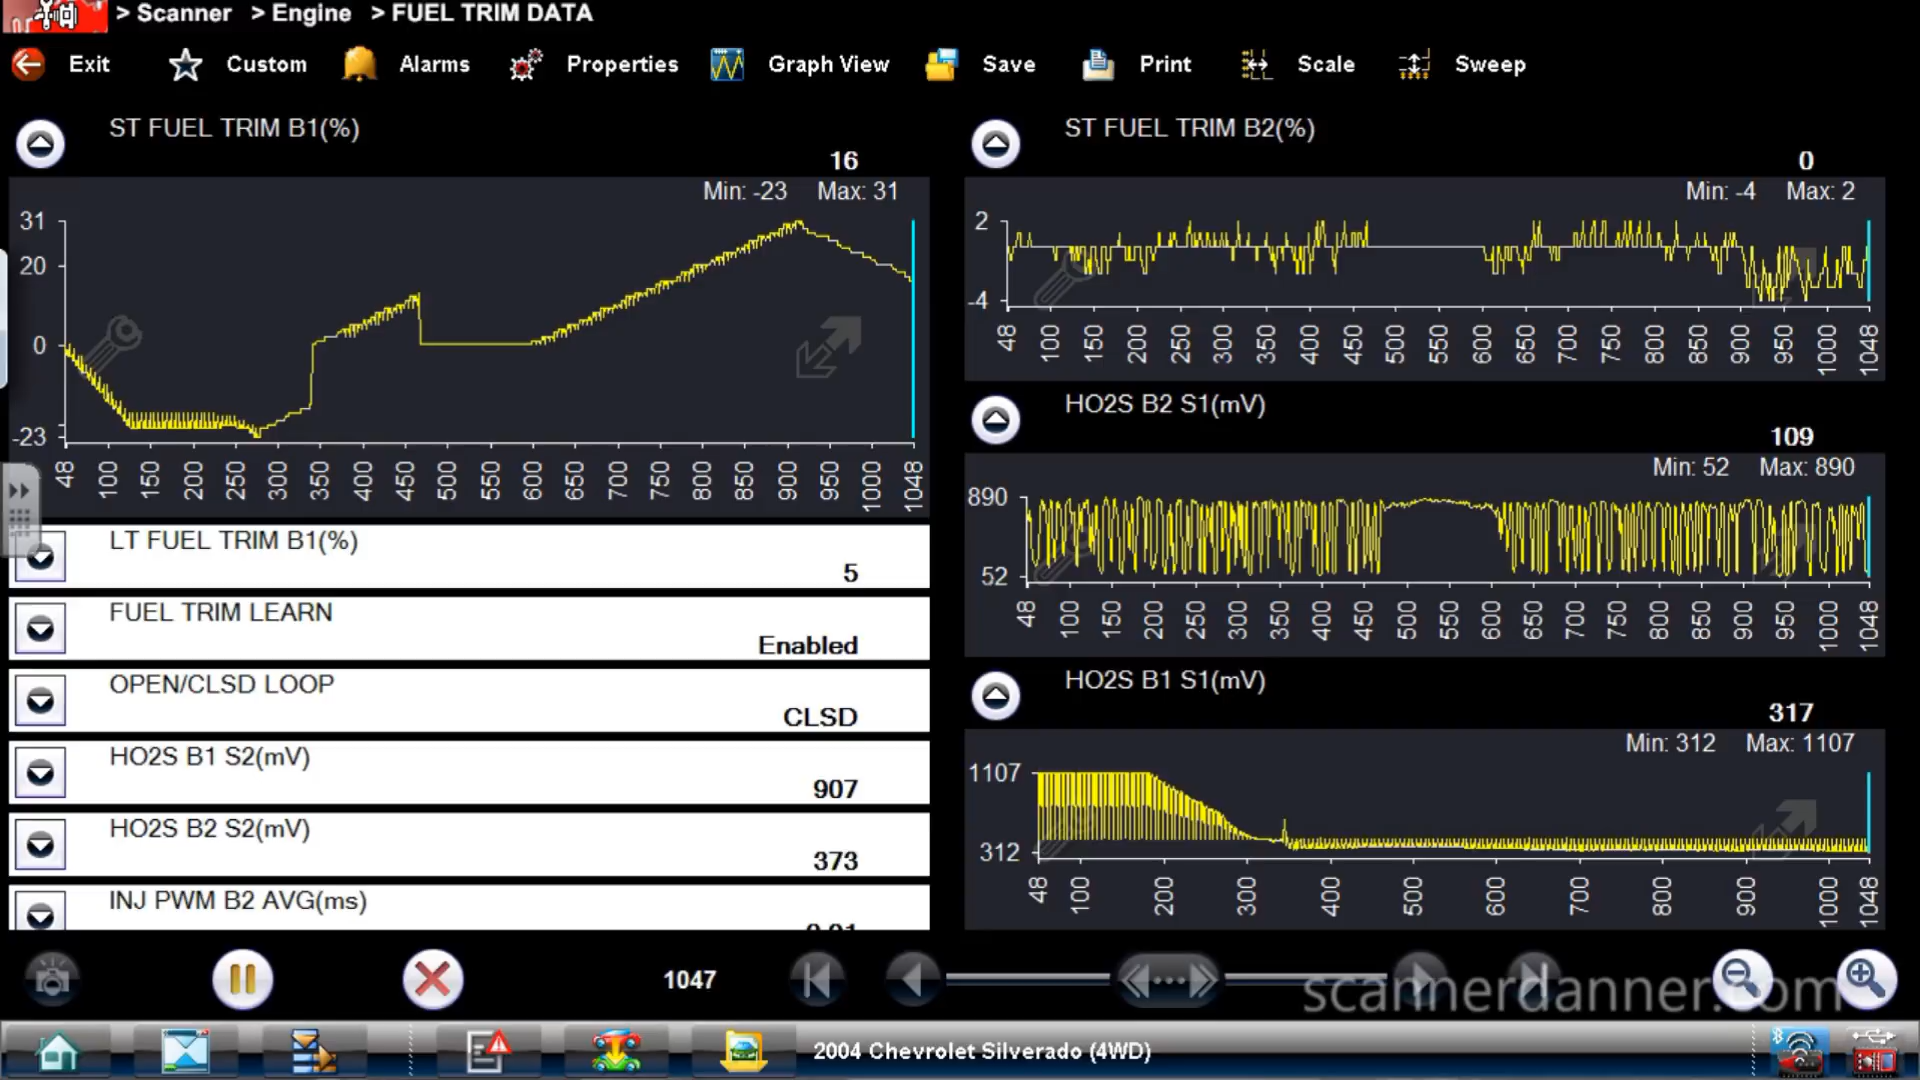 > Scanner > Engine > FUEL TRIM DATA
Exit Custom Alarms Properties Graph View Save Print Scale Sweep
ST FUEL TRIM B1(%)
16
Min: -23 Max: 31
31
20
0
-23
48 100 150 200 250 300 350 400 450 500 550 600 650 700 750 800 850 900 950 1000 1048
LT FUEL TRIM B1(%)
5
FUEL TRIM LEARN
Enabled
OPEN/CLSD LOOP
CLSD
HO2S B1 S2(mV)
907
HO2S B2 S2(mV)
373
INJ PWM B2 AVG(ms)
ST FUEL TRIM B2(%)
0
Min: -4 Max: 2
2
-4
48 100 150 200 250 300 350 400 450 500 550 600 650 700 750 800 850 900 950 1000 1048
HO2S B2 S1(mV)
109
Min: 52 Max: 890
890
52
48 100 150 200 250 300 350 400 450 500 550 600 650 700 750 800 850 900 950 1000 1048
HO2S B1 S1(mV)
317
Min: 312 Max: 1107
1107
312
48 100 200 300 400 500 600 700 800 900 1000 1048
1047
scannerdanner.com
2004 Chevrolet Silverado (4WD)